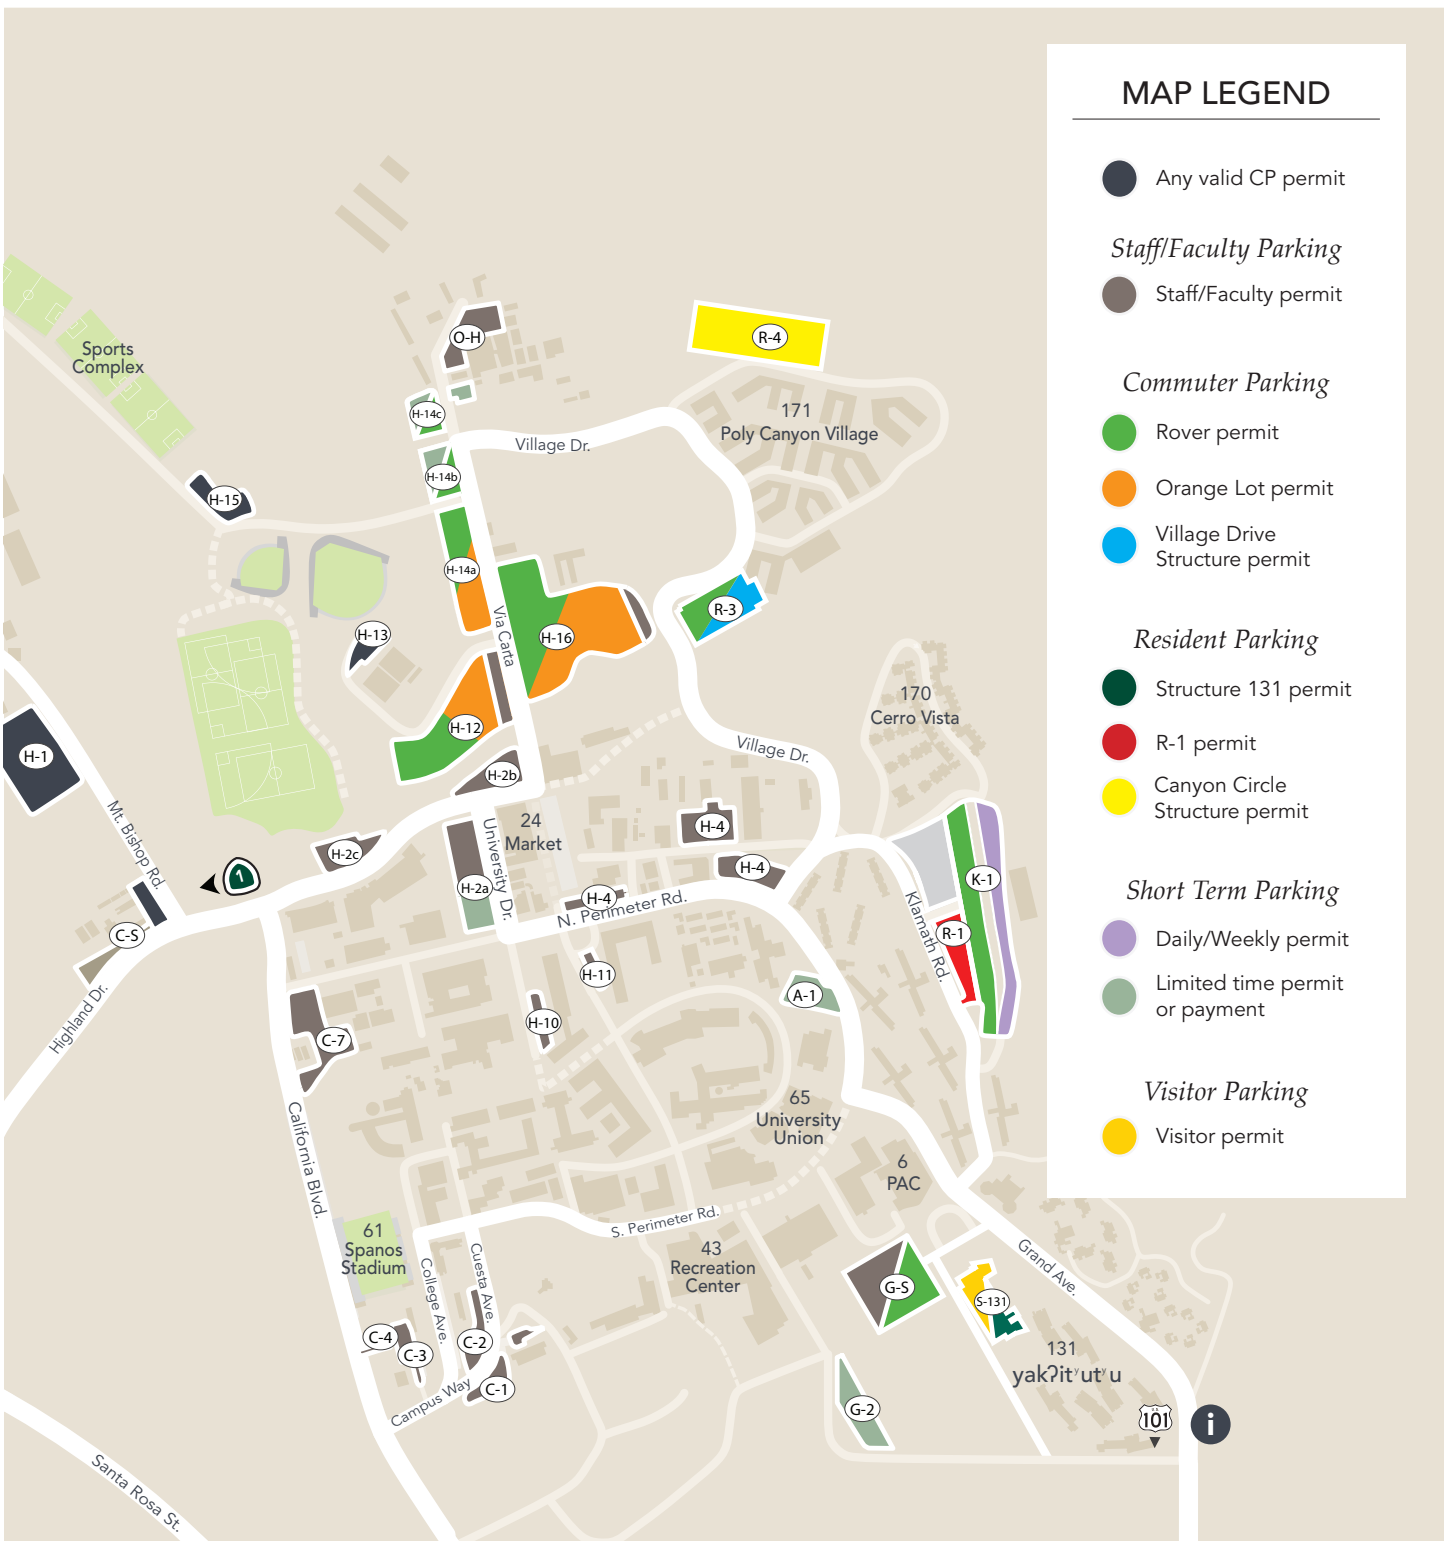 MAP LEGEND
Any valid CP permit
Staff/Faculty Parking
Staff/Faculty permit
Commuter Parking
Rover permit
Orange Lot permit
Village Drive
Structure permit
Resident Parking
Structure 131 permit
R-1 permit
Canyon Circle
Structure permit
Short Term Parking
Daily/Weekly permit
Limited time permit
or payment
Visitor Parking
Visitor permit
O-H
R-4
Sports
Complex
H-14c
171
Poly Canyon Village
Village Dr.
H-14b
H-15
H-14a
R-3
Via Carta
H-16
H-13
170
Cerro Vista
H-12
H-1
Village Dr.
H-2b
Mt. Bishop Rd.
University Dr.
24
Market
H-4
H-2c
H-4
1
H-2a
H-4
K-1
N. Perimeter Rd.
Klamath Rd.
R-1
C-S
H-11
A-1
Highland Dr.
H-10
C-7
California Blvd.
65
University
Union
6
PAC
S. Perimeter Rd.
61
Spanos
Stadium
43
Recreation
Center
College Ave.
Cuesta Ave.
Grand Ave.
G-S
S-131
C-4
C-3
C-2
131
yakʔitʸutʸu
C-1
Campus Way
G-2
U.S.
101
i
Santa Rosa St.